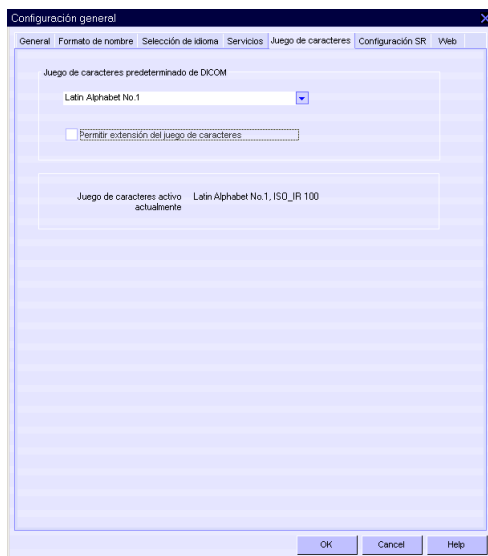 Configuración general
General Formato de nombre Selección de idioma Servicios Juego de caracteres Configuración SR Web
Juego de caracteres predeterminado de DICOM
Latin Alphabet No.1
Permitir extensión del juego de caracteres
Juego de caracteres activo Latin Alphabet No.1, ISO_IR 100
actualmente
OK Cancel Help